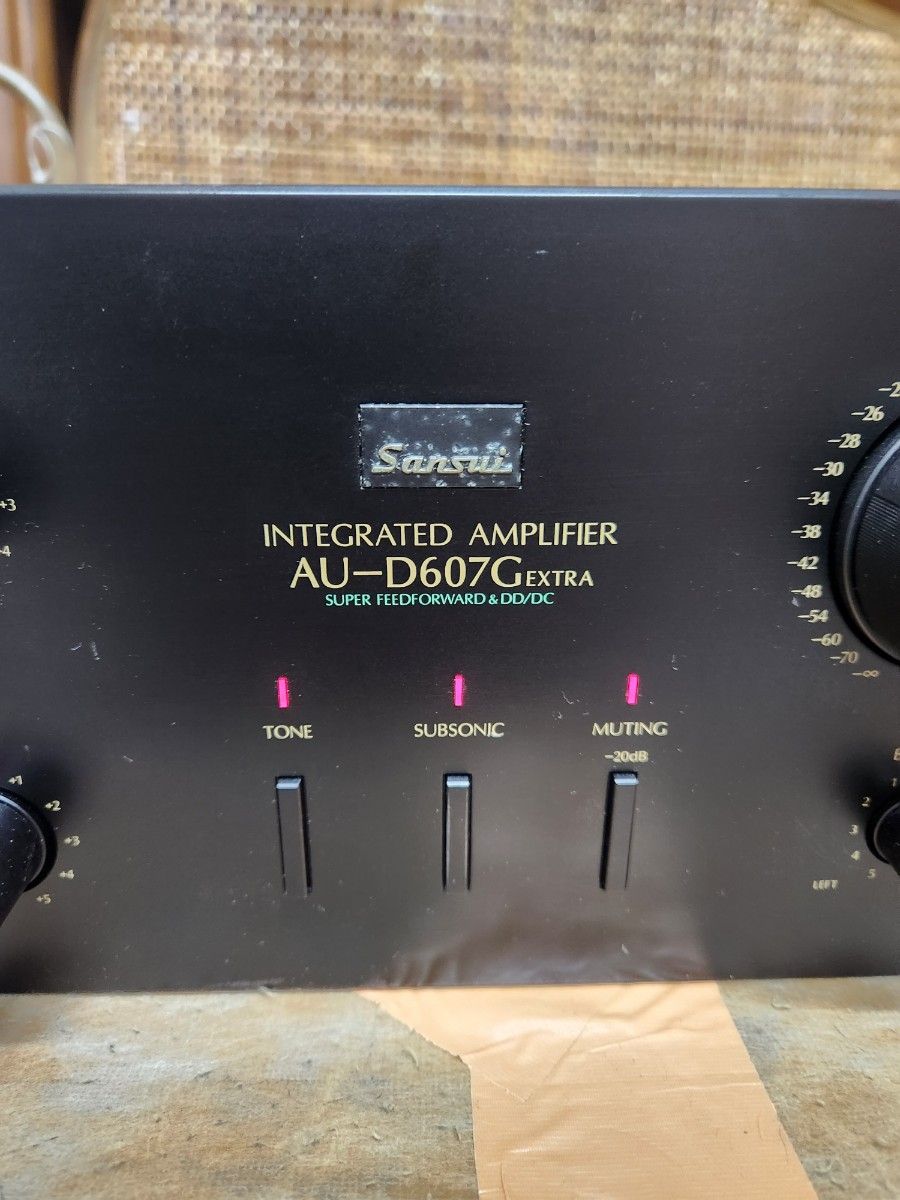 Sansui
INTEGRATED AMPLIFIER
AU-D607G EXTRA
SUPER FEEDFORWARD & DD/DC
-26
-28
-30
-34
-38
-42
-48
-54
-60
-70
-∞
+3
TONE
SUBSONIC
MUTING
-20dB
+1
+2
+3
+4
+5
1
2
3
4
5
LEFT